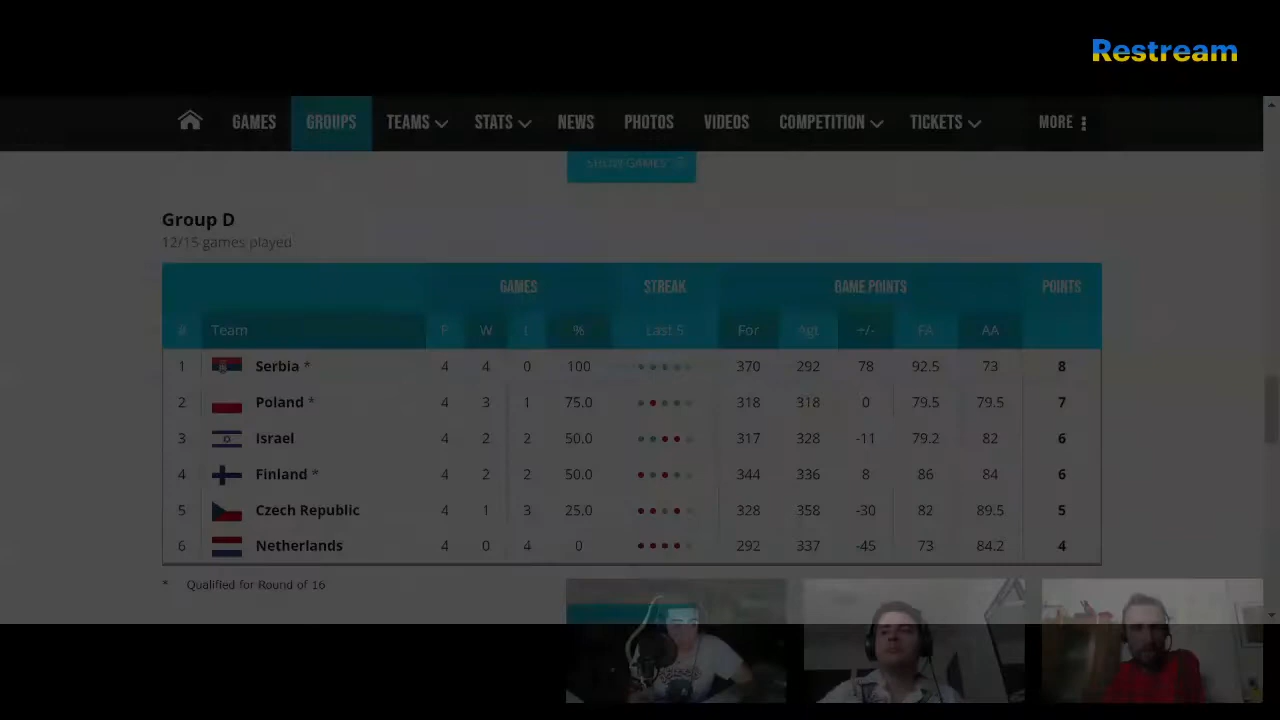 Restream
GAMES GROUPS TEAMS STATS NEWS PHOTOS VIDEOS COMPETITION TICKETS MORE
SHOW GAMES
Group D
12/15 games played
GAMES STREAK GAME POINTS POINTS
# Team P W L % Last 5 For Agt +/- FA AA
1 Serbia * 4 4 0 100 370 292 78 92.5 73 8
2 Poland * 4 3 1 75.0 318 318 0 79.5 79.5 7
3 Israel 4 2 2 50.0 317 328 -11 79.2 82 6
4 Finland * 4 2 2 50.0 344 336 8 86 84 6
5 Czech Republic 4 1 3 25.0 328 358 -30 82 89.5 5
6 Netherlands 4 0 4 0 292 337 -45 73 84.2 4
* Qualified for Round of 16